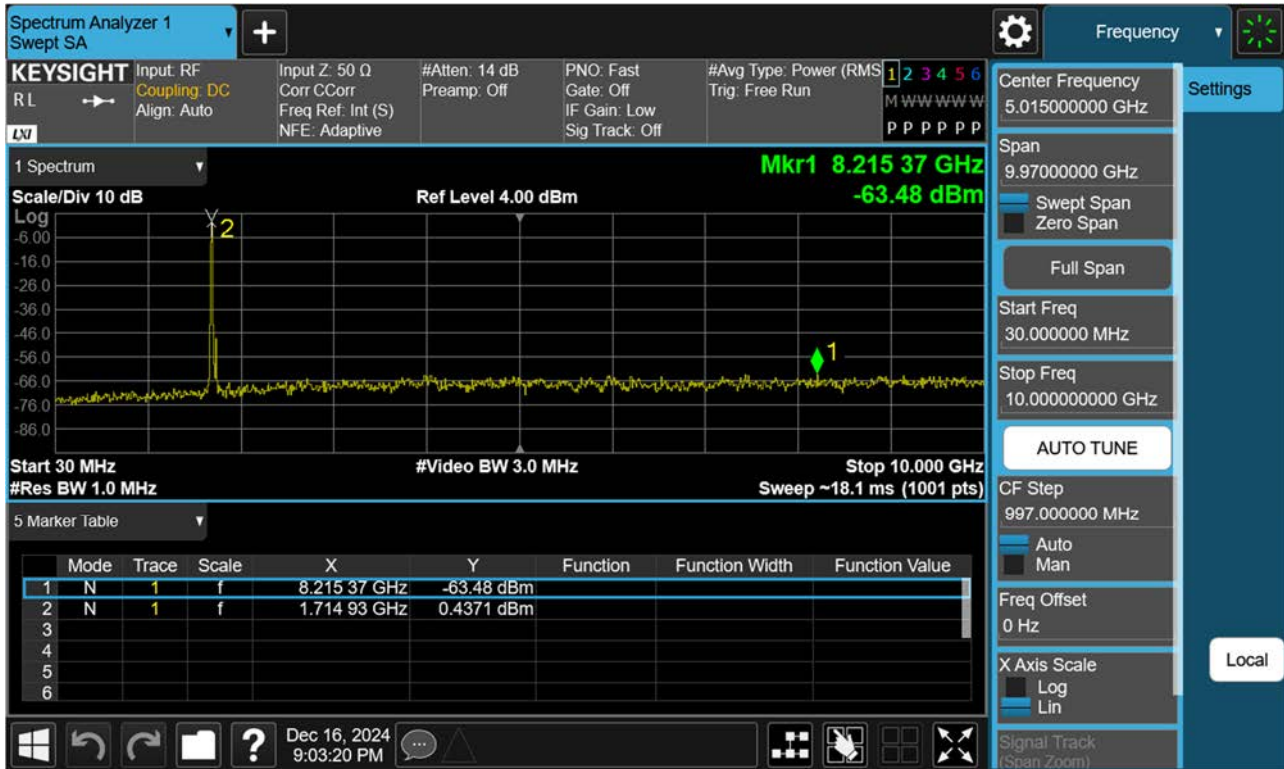 Spectrum Analyzer 1
Swept SA
+
Frequency
KEYSIGHT
RL
LXI
Input: RF
Coupling: DC
Align: Auto
Input Z: 50 Ω
Corr CCorr
Freq Ref: Int (S)
NFE: Adaptive
#Atten: 14 dB
Preamp: Off
PNO: Fast
Gate: Off
IF Gain: Low
Sig Track: Off
#Avg Type: Power (RMS
Trig: Free Run
1 2 3 4 5 6
M W W W W W
P P P P P P
1 Spectrum
Mkr1 8.215 37 GHz
-63.48 dBm
Scale/Div 10 dB
Ref Level 4.00 dBm
Log
-6.00
-16.0
-26.0
-36.0
-46.0
-56.0
-66.0
-76.0
-86.0
2
1
Start 30 MHz
#Video BW 3.0 MHz
Stop 10.000 GHz
#Res BW 1.0 MHz
Sweep ~18.1 ms (1001 pts)
5 Marker Table
Mode Trace Scale X Y Function Function Width Function Value
1 N 1 f 8.215 37 GHz -63.48 dBm
2 N 1 f 1.714 93 GHz 0.4371 dBm
3
4
5
6
Center Frequency
5.015000000 GHz
Settings
Span
9.97000000 GHz
Swept Span
Zero Span
Full Span
Start Freq
30.000000 MHz
Stop Freq
10.000000000 GHz
AUTO TUNE
CF Step
997.000000 MHz
Auto
Man
Freq Offset
0 Hz
X Axis Scale
Log
Lin
Local
Signal Track
(Span Zoom)
?
Dec 16, 2024
9:03:20 PM